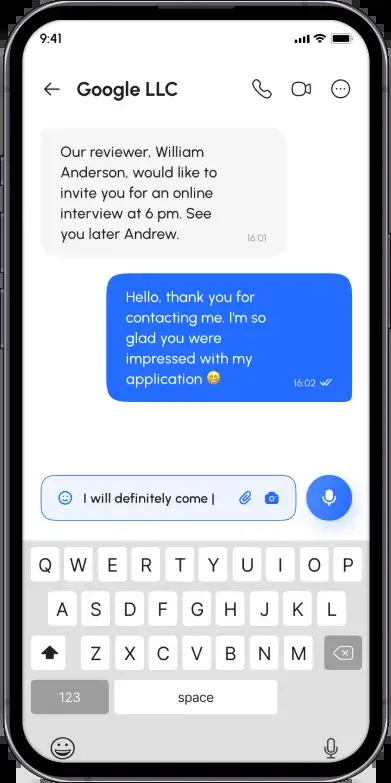 9:41
Google LLC
Our reviewer, William
Anderson, would like to
invite you for an online
interview at 6 pm. See
you later Andrew.
16:01
Hello, thank you for
contacting me. I'm so
glad you were
impressed with my
application 😁
16:02
I will definitely come |
Q W E R T Y U I O P
A S D F G H J K L
Z X C V B N M
123 space